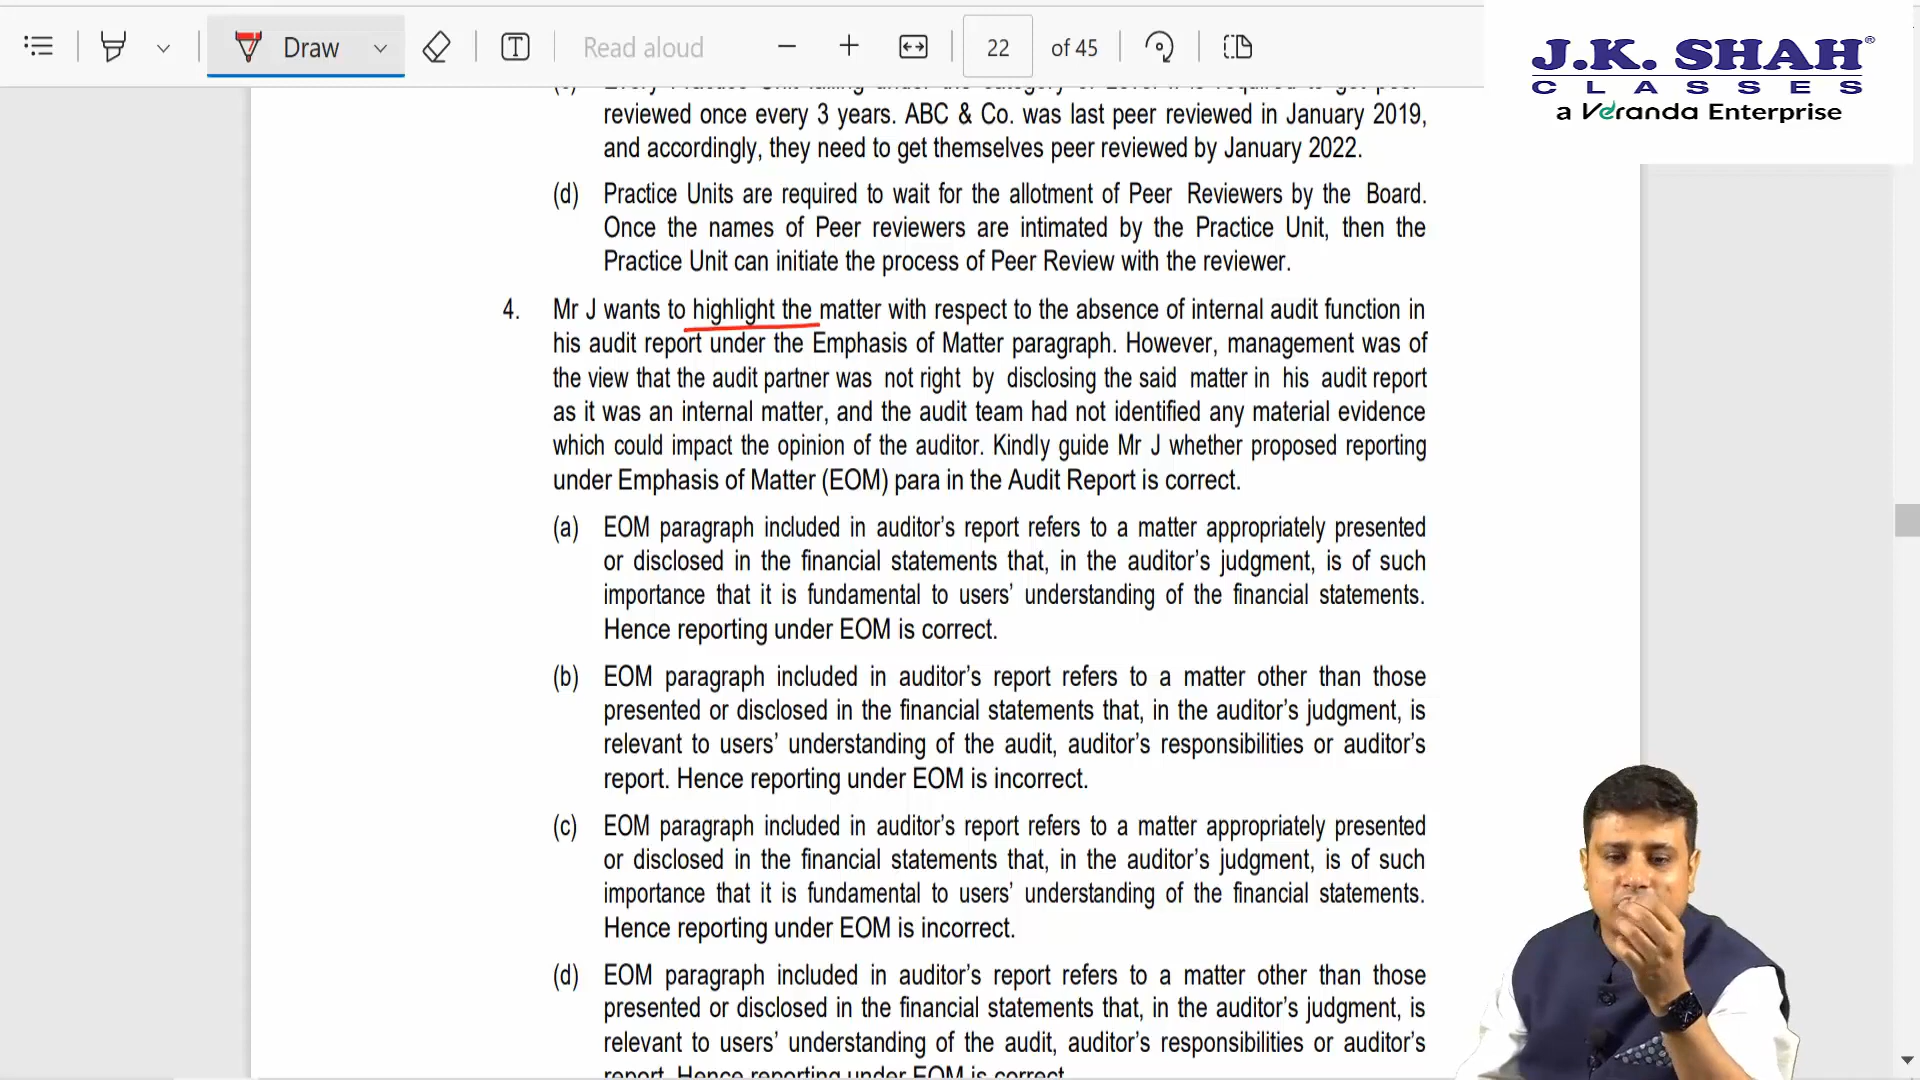 Draw
Read aloud
22
of 45
J.K. SHAH®
CLASSES
a Veranda Enterprise
reviewed once every 3 years. ABC & Co. was last peer reviewed in January 2019,
and accordingly, they need to get themselves peer reviewed by January 2022.
(d) Practice Units are required to wait for the allotment of Peer Reviewers by the Board.
Once the names of Peer reviewers are intimated by the Practice Unit, then the
Practice Unit can initiate the process of Peer Review with the reviewer.
4. Mr J wants to highlight the matter with respect to the absence of internal audit function in
his audit report under the Emphasis of Matter paragraph. However, management was of
the view that the audit partner was not right by disclosing the said matter in his audit report
as it was an internal matter, and the audit team had not identified any material evidence
which could impact the opinion of the auditor. Kindly guide Mr J whether proposed reporting
under Emphasis of Matter (EOM) para in the Audit Report is correct.
(a) EOM paragraph included in auditor's report refers to a matter appropriately presented
or disclosed in the financial statements that, in the auditor's judgment, is of such
importance that it is fundamental to users' understanding of the financial statements.
Hence reporting under EOM is correct.
(b) EOM paragraph included in auditor's report refers to a matter other than those
presented or disclosed in the financial statements that, in the auditor's judgment, is
relevant to users' understanding of the audit, auditor's responsibilities or auditor's
report. Hence reporting under EOM is incorrect.
(c) EOM paragraph included in auditor's report refers to a matter appropriately presented
or disclosed in the financial statements that, in the auditor's judgment, is of such
importance that it is fundamental to users' understanding of the financial statements.
Hence reporting under EOM is incorrect.
(d) EOM paragraph included in auditor's report refers to a matter other than those
presented or disclosed in the financial statements that, in the auditor's judgment, is
relevant to users' understanding of the audit, auditor's responsibilities or auditor's
report. Hence reporting under EOM is correct